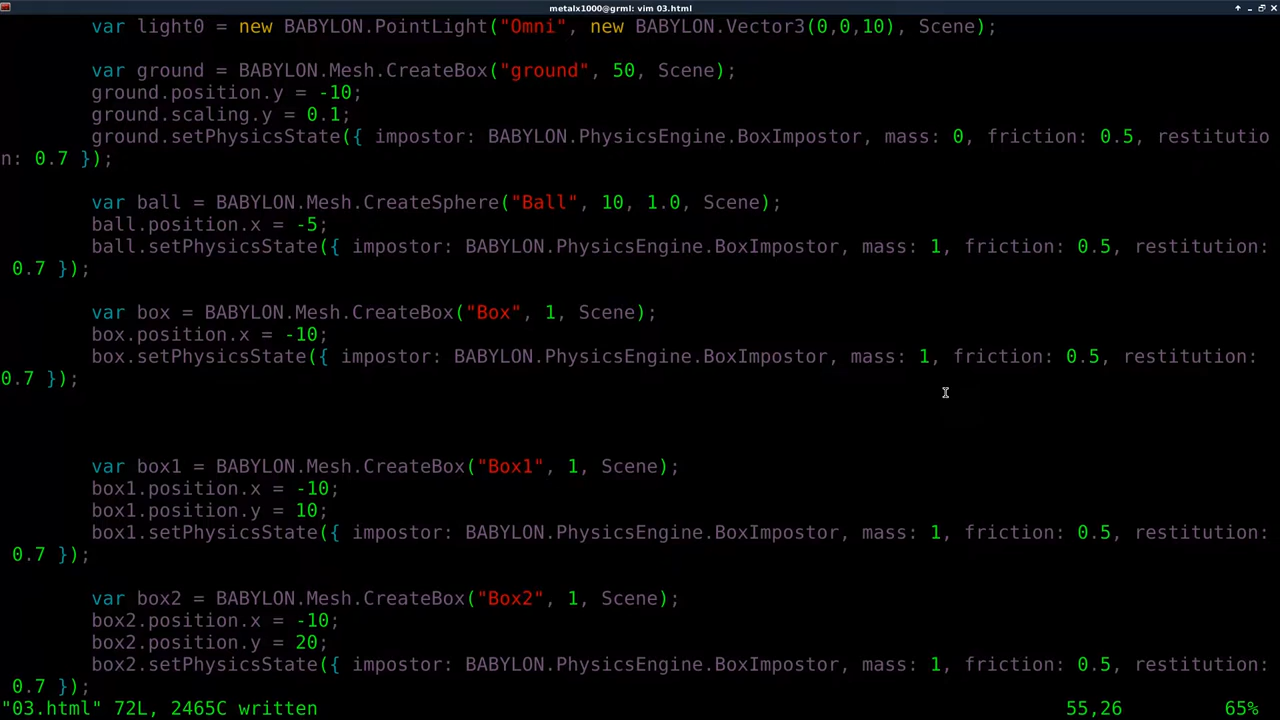 metalx1000@grml: vim 03.html
var light0 = new BABYLON.PointLight("Omni", new BABYLON.Vector3(0,0,10), Scene);
var ground = BABYLON.Mesh.CreateBox("ground", 50, Scene);
ground.position.y = -10;
ground.scaling.y = 0.1;
ground.setPhysicsState({ impostor: BABYLON.PhysicsEngine.BoxImpostor, mass: 0, friction: 0.5, restitutio
n: 0.7 });
var ball = BABYLON.Mesh.CreateSphere("Ball", 10, 1.0, Scene);
ball.position.x = -5;
ball.setPhysicsState({ impostor: BABYLON.PhysicsEngine.BoxImpostor, mass: 1, friction: 0.5, restitution:
0.7 });
var box = BABYLON.Mesh.CreateBox("Box", 1, Scene);
box.position.x = -10;
box.setPhysicsState({ impostor: BABYLON.PhysicsEngine.BoxImpostor, mass: 1, friction: 0.5, restitution:
0.7 });
var box1 = BABYLON.Mesh.CreateBox("Box1", 1, Scene);
box1.position.x = -10;
box1.position.y = 10;
box1.setPhysicsState({ impostor: BABYLON.PhysicsEngine.BoxImpostor, mass: 1, friction: 0.5, restitution:
0.7 });
var box2 = BABYLON.Mesh.CreateBox("Box2", 1, Scene);
box2.position.x = -10;
box2.position.y = 20;
box2.setPhysicsState({ impostor: BABYLON.PhysicsEngine.BoxImpostor, mass: 1, friction: 0.5, restitution:
0.7 });
"03.html" 72L, 2465C written 55,26 65%